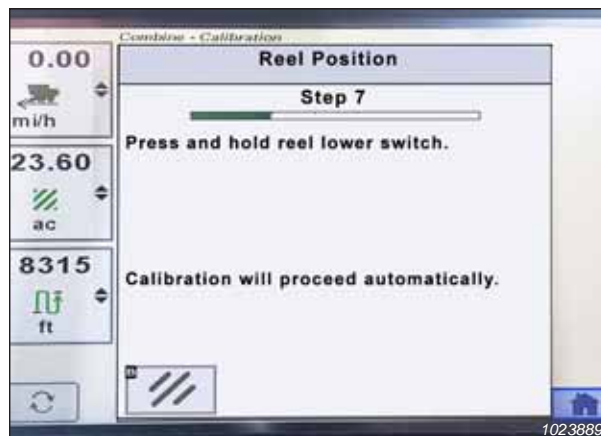 Combine - Calibration
Reel Position
Step 7
Press and hold reel lower switch.
Calibration will proceed automatically.
0.00
mi/h
23.60
ac
8315
ft
1023889